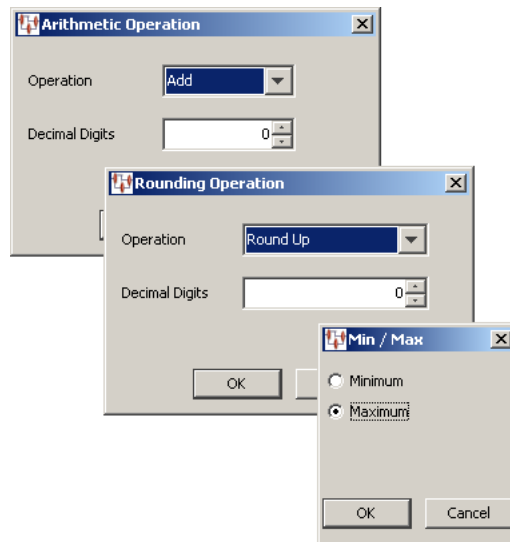 Arithmetic Operation
Operation
Add
Decimal Digits
0
Rounding Operation
Operation
Round Up
Decimal Digits
0
OK
Min / Max
Minimum
Maximum
OK
Cancel